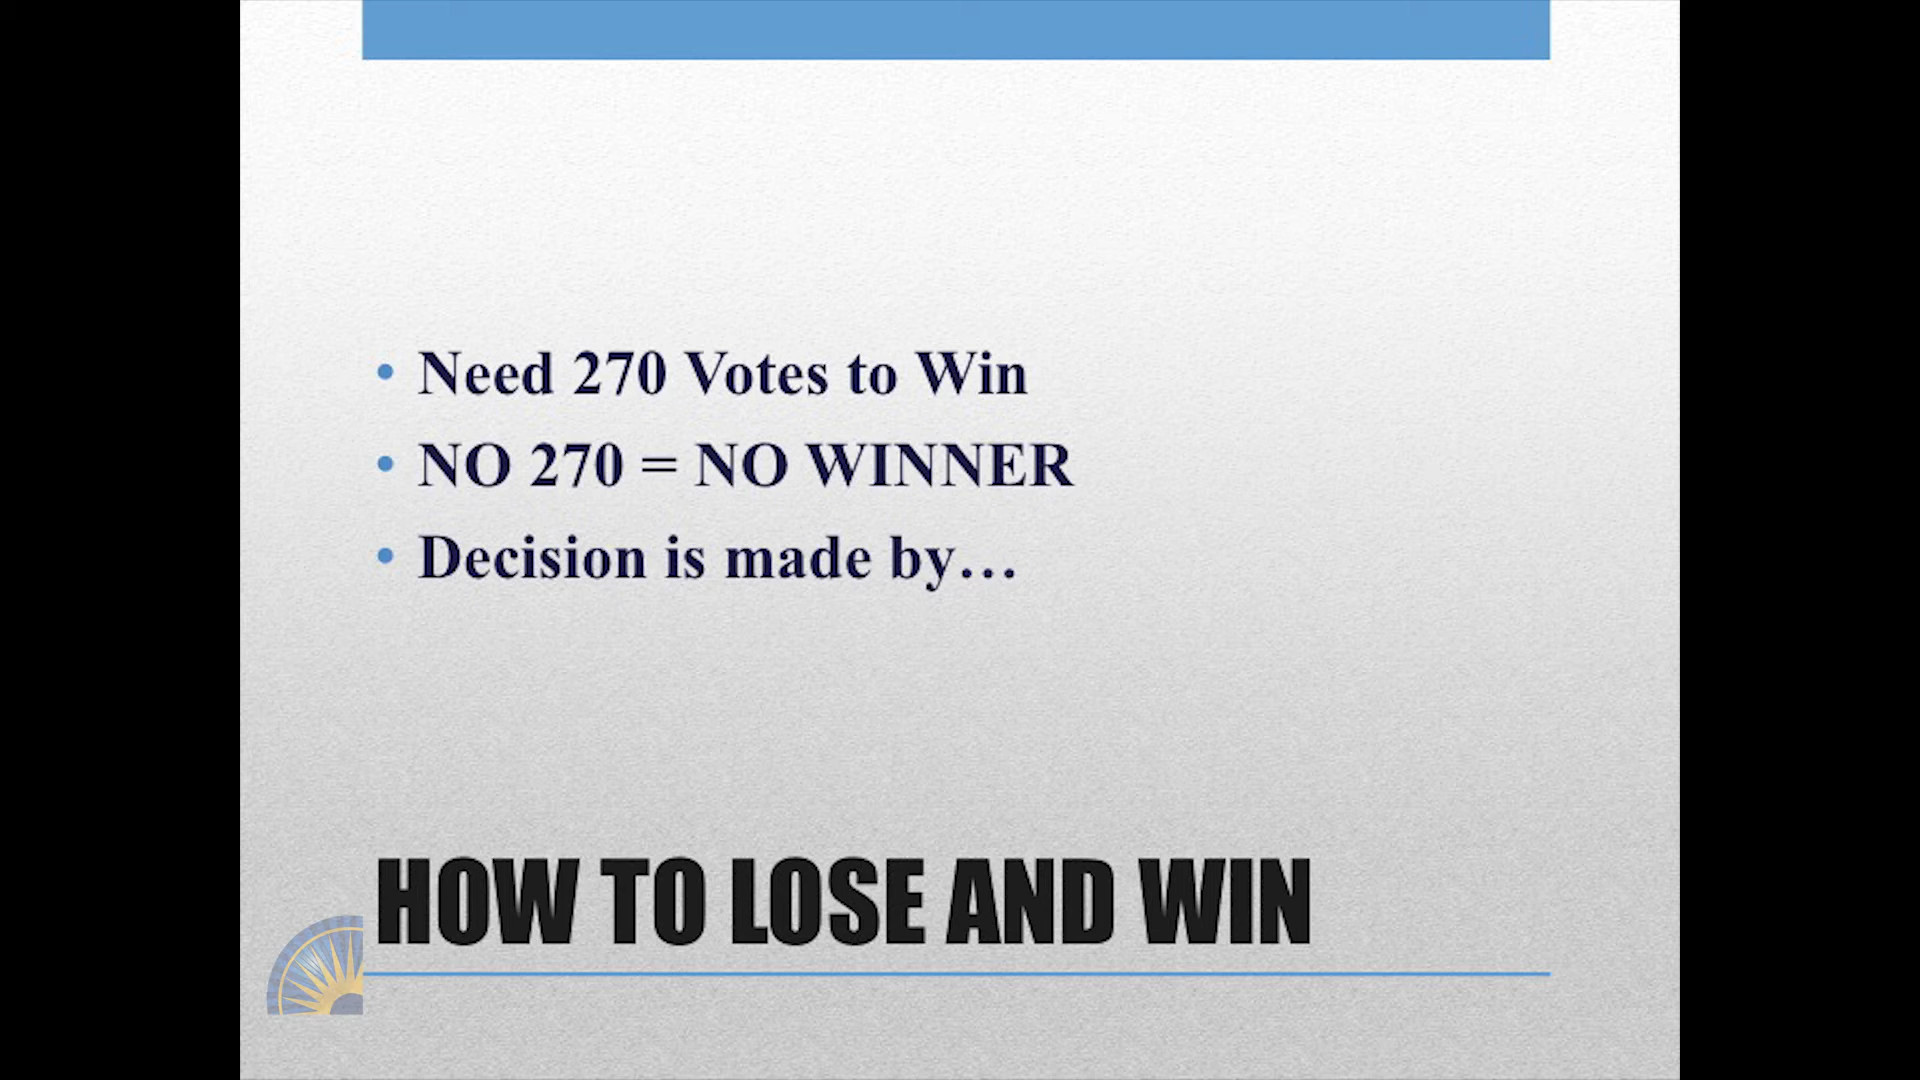 Need 270 Votes to Win
NO 270 = NO WINNER
Decision is made by…
HOW TO LOSE AND WIN